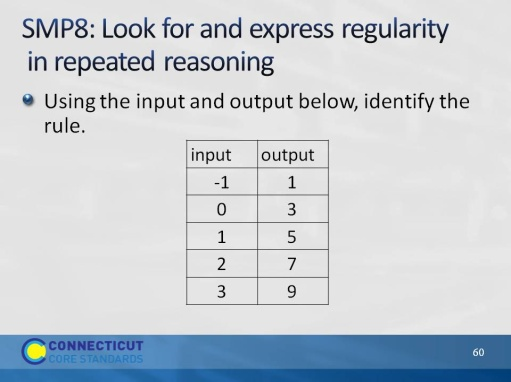 SMP8: Look for and express regularity
in repeated reasoning
Using the input and output below, identify the
rule.
input output
-1 1
0 3
1 5
2 7
3 9
CONNECTICUT
CORE STANDARDS
60